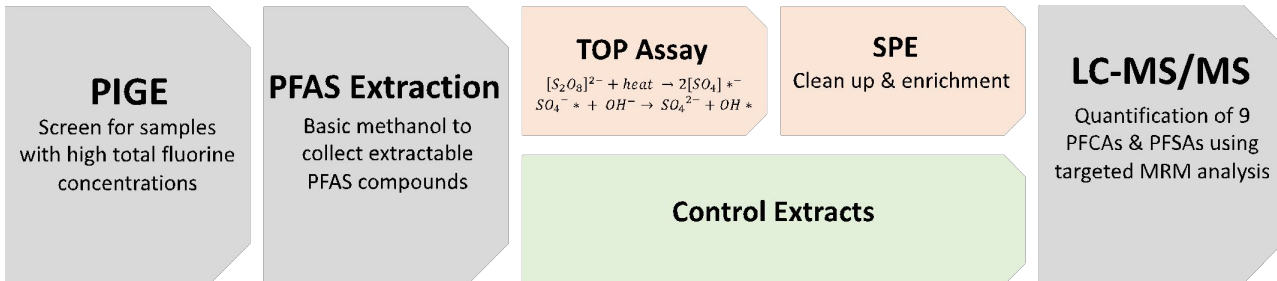 PIGE
Screen for samples
with high total fluorine
concentrations
PFAS Extraction
Basic methanol to
collect extractable
PFAS compounds
TOP Assay
[S₂O₈]²⁻ + heat → 2[SO₄] *⁻
SO₄⁻ * + OH⁻ → SO₄²⁻ + OH *
SPE
Clean up & enrichment
Control Extracts
LC-MS/MS
Quantification of 9
PFCAs & PFSAs using
targeted MRM analysis